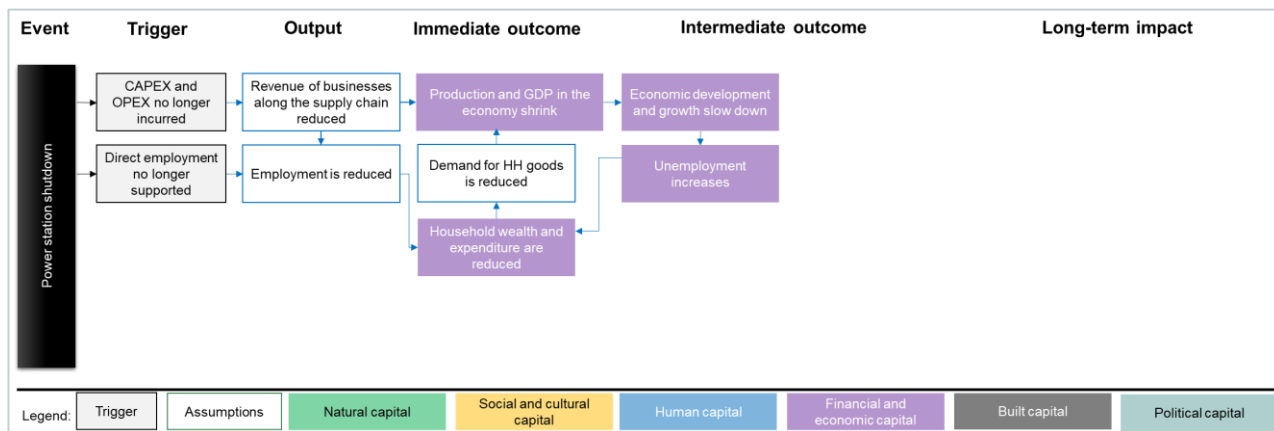 Event
Trigger
Output
Immediate outcome
Intermediate outcome
Long-term impact
Power station shutdown
CAPEX and
OPEX no longer
incurred
Revenue of businesses
along the supply chain
reduced
Production and GDP in the
economy shrink
Economic development
and growth slow down
Direct employment
no longer
supported
Employment is reduced
Demand for HH goods
is reduced
Unemployment
increases
Household wealth and
expenditure are
reduced
Legend:
Trigger
Assumptions
Natural capital
Social and cultural
capital
Human capital
Financial and
economic capital
Built capital
Political capital